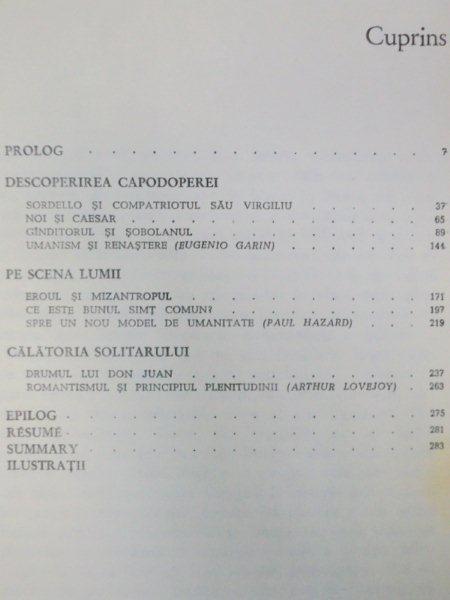 Cuprins
PROLOG . . . . . . . . . . . . . . . . 7
DESCOPERIREA CAPODOPEREI
SORDELLO ȘI COMPATRIOTUL SĂU VIRGILIU . . . 37
NOI ȘI CAESAR . . . . . . . . . . . . 65
GÎNDITORUL ȘI ȘOBOLANUL . . . . . . . . 89
UMANISM ȘI RENAȘTERE (EUGENIO GARIN) . . . 144
PE SCENA LUMII
EROUL ȘI MIZANTROPUL . . . . . . . . . 171
CE ESTE BUNUL SIMȚ COMUN? . . . . . . . 197
SPRE UN NOU MODEL DE UMANITATE (PAUL HAZARD) . . . 219
CĂLĂTORIA SOLITARULUI
DRUMUL LUI DON JUAN . . . . . . . . . 237
ROMANTISMUL ȘI PRINCIPIUL PLENITUDINII (ARTHUR LOVEJOY) . 263
EPILOG . . . . . . . . . . . . . . . . 275
RÉSUMÉ . . . . . . . . . . . . . . . . 281
SUMMARY . . . . . . . . . . . . . . . 283
ILUSTRAȚII